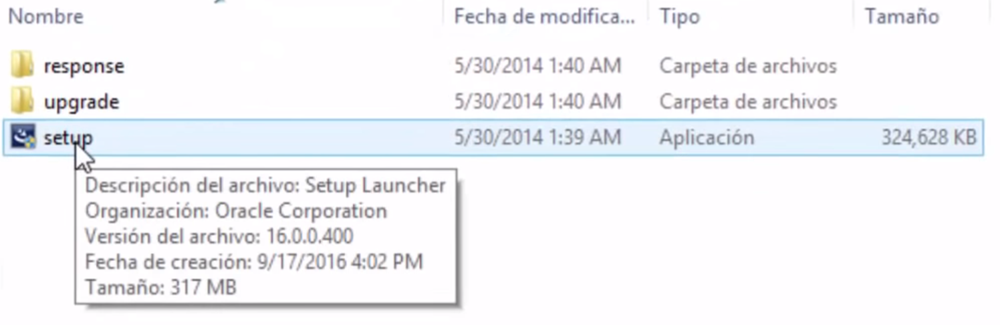 Nombre Fecha de modifica... Tipo Tamaño
response 5/30/2014 1:40 AM Carpeta de archivos
upgrade 5/30/2014 1:40 AM Carpeta de archivos
setup 5/30/2014 1:39 AM Aplicación 324,628 KB
Descripción del archivo: Setup Launcher
Organización: Oracle Corporation
Versión del archivo: 16.0.0.400
Fecha de creación: 9/17/2016 4:02 PM
Tamaño: 317 MB